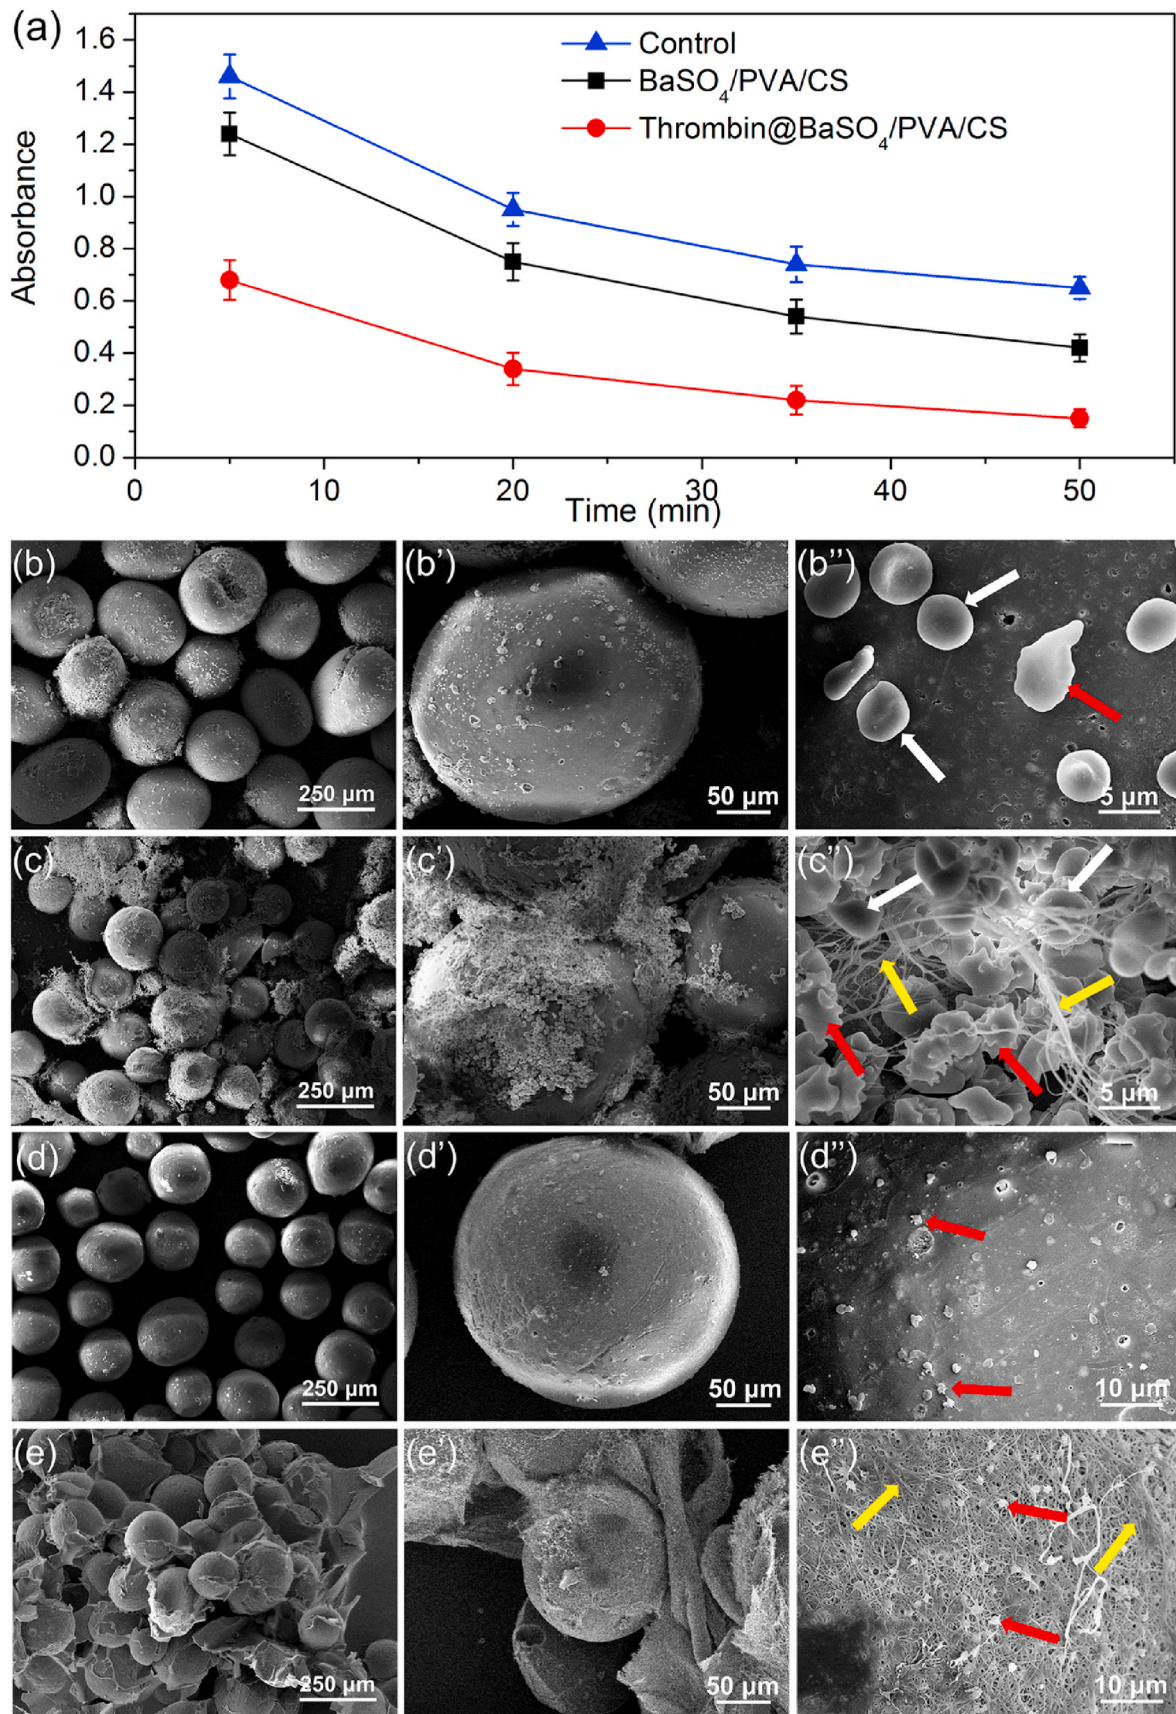 (a)
1.6
1.4
1.2
1.0
0.8
0.6
0.4
0.2
0.0
Absorbance
Control
BaSO₄/PVA/CS
Thrombin@BaSO₄/PVA/CS
0 10 20 30 40 50
Time (min)
(b) 250 µm
(b') 50 µm
(b'') 5 µm
(c) 250 µm
(c') 50 µm
(c'') 5 µm
(d) 250 µm
(d') 50 µm
(d'') 10 µm
(e) 250 µm
(e') 50 µm
(e'') 10 µm